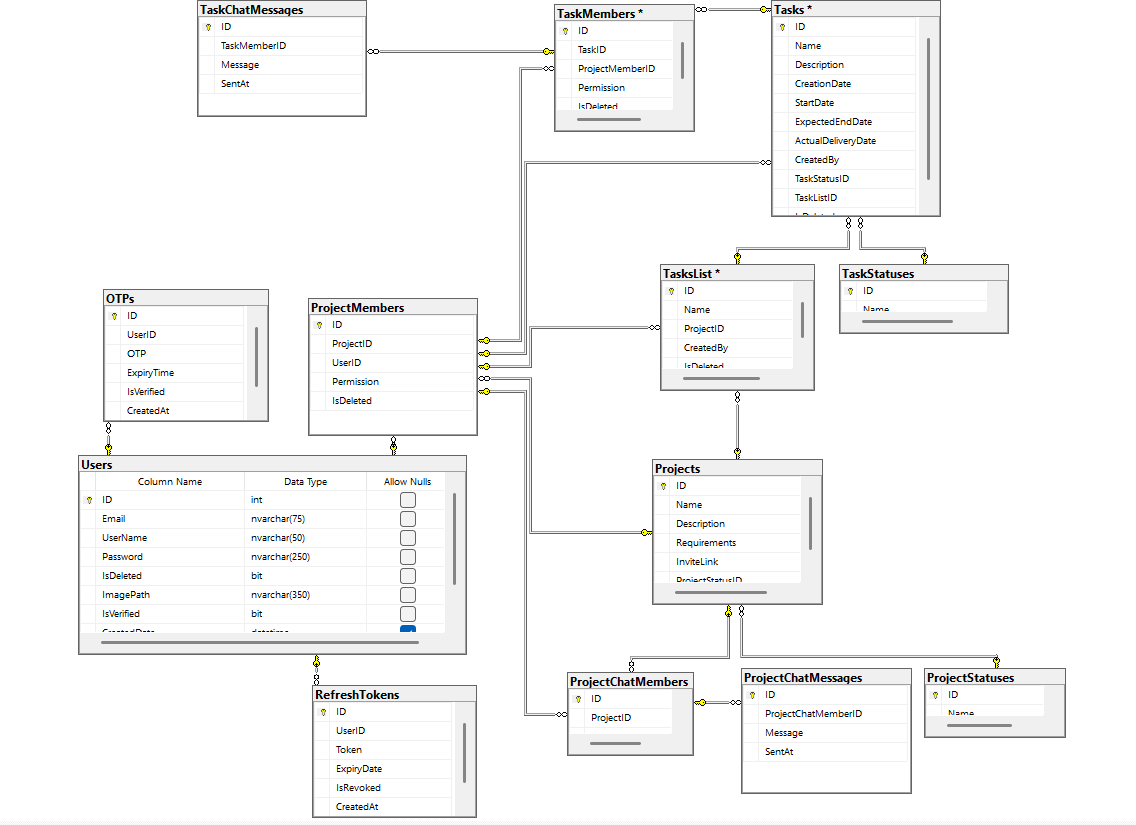 TaskChatMessages
ID
TaskMemberID
Message
SentAt
TaskMembers *
ID
TaskID
ProjectMemberID
Permission
IsDeleted
Tasks *
ID
Name
Description
CreationDate
StartDate
ExpectedEndDate
ActualDeliveryDate
CreatedBy
TaskStatusID
TaskListID
IsDeleted
TasksList *
ID
Name
ProjectID
CreatedBy
IsDeleted
TaskStatuses
ID
Name
OTPs
ID
UserID
OTP
ExpiryTime
IsVerified
CreatedAt
ProjectMembers
ID
ProjectID
UserID
Permission
IsDeleted
Users
Column Name Data Type Allow Nulls
ID int
Email nvarchar(75)
UserName nvarchar(50)
Password nvarchar(250)
IsDeleted bit
ImagePath nvarchar(350)
IsVerified bit
CreatedDate datetime
Projects
ID
Name
Description
Requirements
InviteLink
ProjectStatusID
RefreshTokens
ID
UserID
Token
ExpiryDate
IsRevoked
CreatedAt
ProjectChatMembers
ID
ProjectID
ProjectChatMessages
ID
ProjectChatMemberID
Message
SentAt
ProjectStatuses
ID
Name